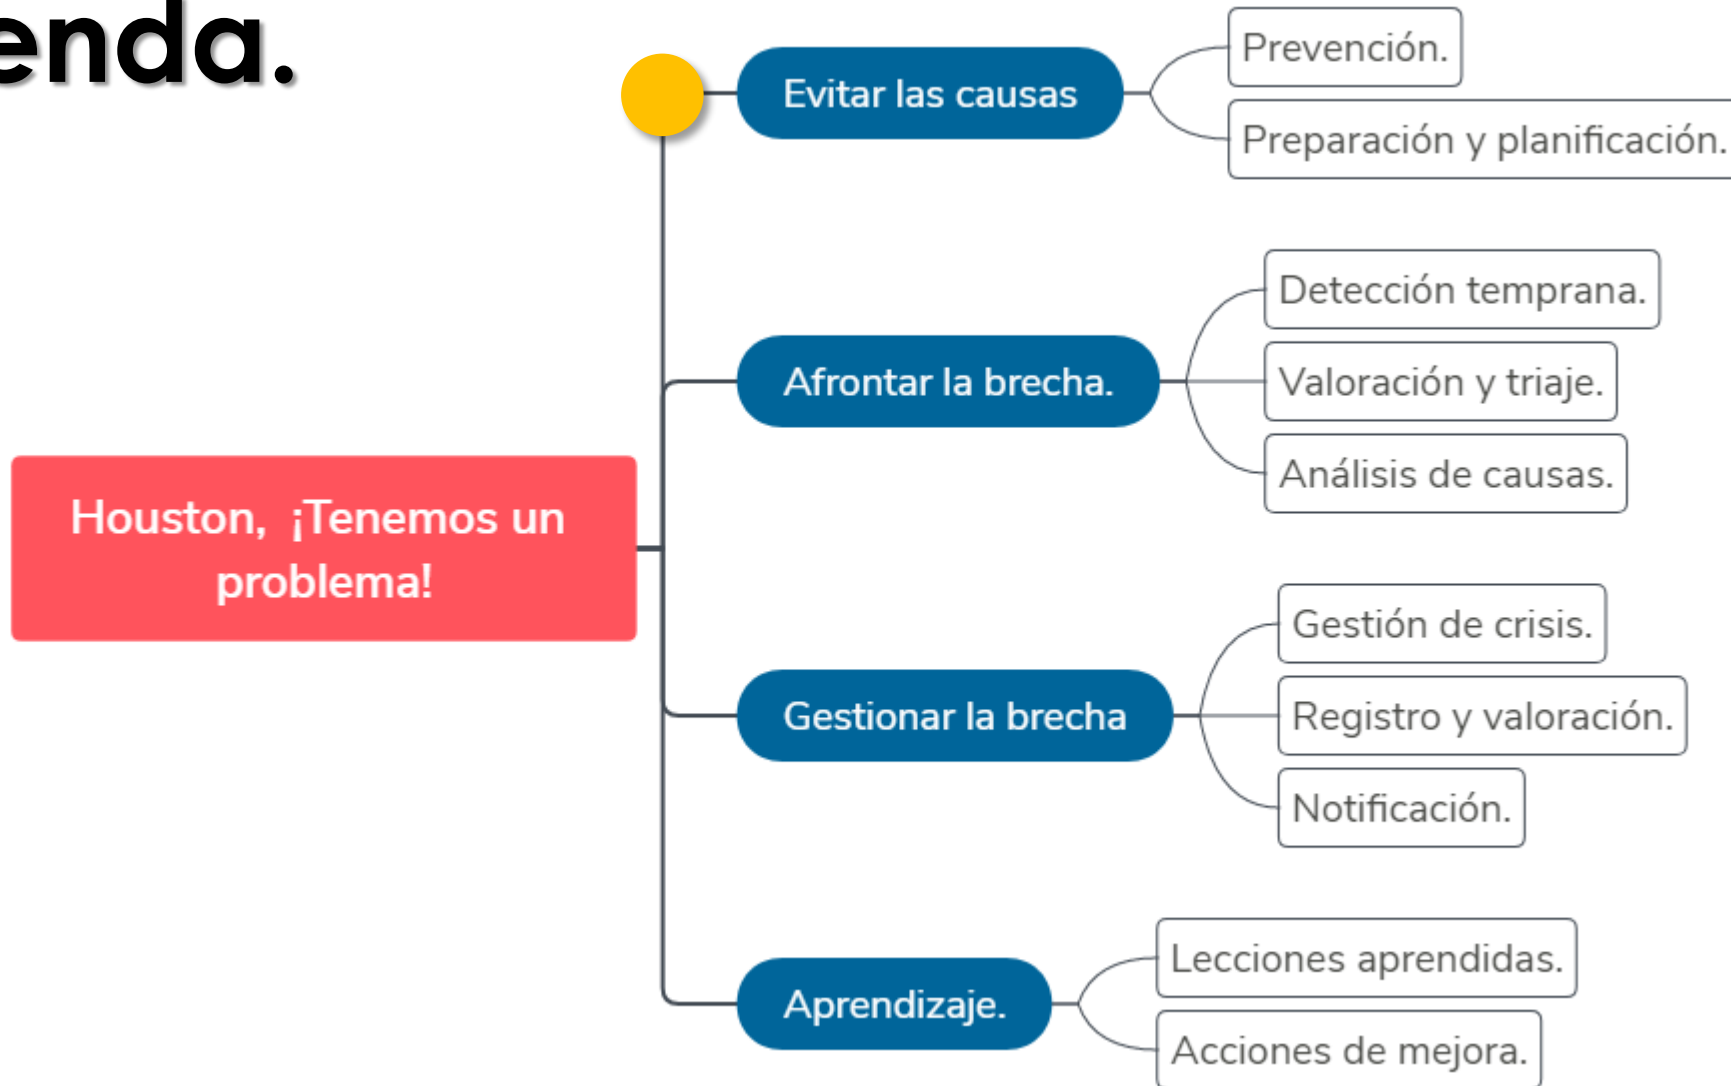 enda.
Evitar las causas
Prevención.
Preparación y planificación.
Afrontar la brecha.
Detección temprana.
Valoración y triaje.
Análisis de causas.
Houston, ¡Tenemos un
problema!
Gestionar la brecha
Gestión de crisis.
Registro y valoración.
Notificación.
Aprendizaje.
Lecciones aprendidas.
Acciones de mejora.